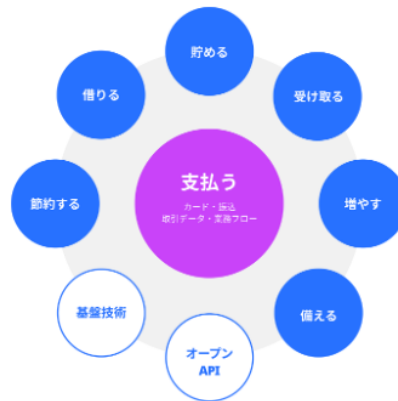 貯める
借りる
受け取る
支払う
カード・振込
取引データ・業務フロー
節約する
増やす
基盤技術
備える
オープン
API